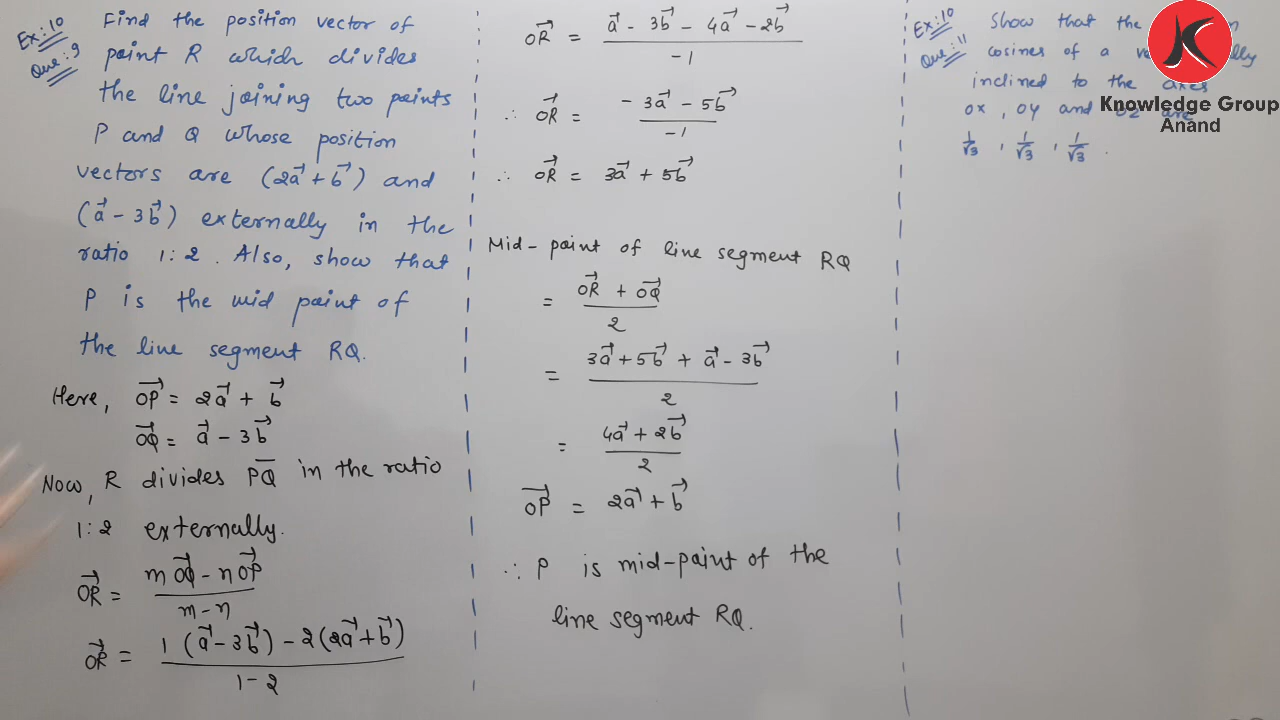 Ex:10
Que:9
Find the position vector of
point R which divides
the line joining two points
P and Q whose position
vectors are (2a⃗ + b⃗) and
(a⃗ - 3b⃗) externally in the
ratio 1:2. Also, show that
P is the mid point of
the line segment RQ.
Here, OP⃗ = 2a⃗ + b⃗
OQ⃗ = a⃗ - 3b⃗
Now, R divides P̅Q̅ in the ratio
1:2 externally.
OR⃗ = (m OQ⃗ - n OP⃗) / (m - n)
OR⃗ = (1(a⃗ - 3b⃗) - 2(2a⃗ + b⃗)) / (1 - 2)
OR⃗ = (a⃗ - 3b⃗ - 4a⃗ - 2b⃗) / -1
∴ OR⃗ = (-3a⃗ - 5b⃗) / -1
∴ OR⃗ = 3a⃗ + 5b⃗
Mid-point of line segment RQ
= (OR⃗ + OQ⃗) / 2
= (3a⃗ + 5b⃗ + a⃗ - 3b⃗) / 2
= (4a⃗ + 2b⃗) / 2
OP⃗ = 2a⃗ + b⃗
∴ P is mid-point of the
line segment RQ.
Ex:10
Que:11
Show that the
cosines of a
inclined to the axes
OX, OY and OZ are
1/√3, 1/√3, 1/√3.
K
Knowledge Group
Anand